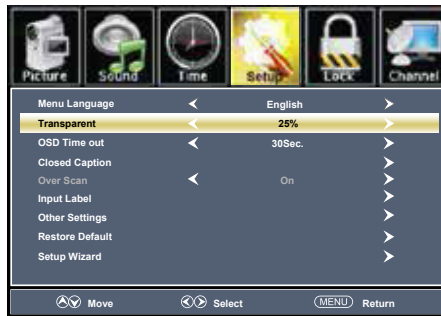 Picture Sound Time Setup Lock Channel
Menu Language English
Transparent 25%
OSD Time out 30Sec.
Closed Caption
Over Scan On
Input Label
Other Settings
Restore Default
Setup Wizard
Move Select MENU Return